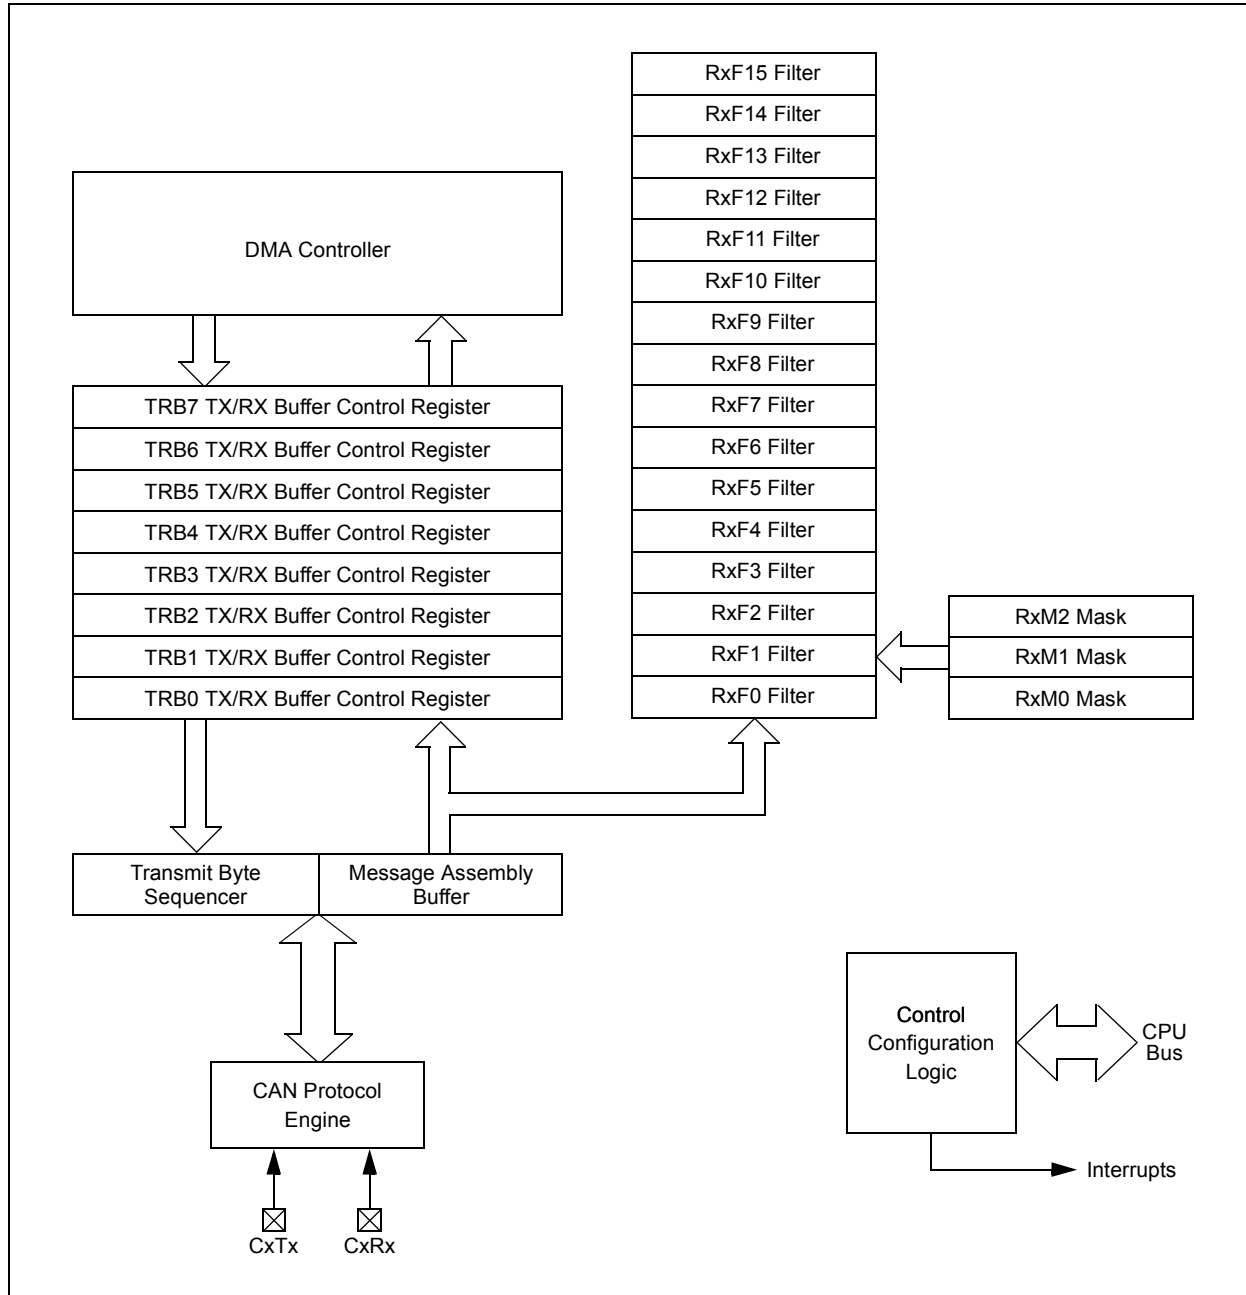 RxF15 Filter
RxF14 Filter
RxF13 Filter
RxF12 Filter
RxF11 Filter
RxF10 Filter
RxF9 Filter
RxF8 Filter
RxF7 Filter
RxF6 Filter
RxF5 Filter
RxF4 Filter
RxF3 Filter
RxF2 Filter
RxF1 Filter
RxF0 Filter
DMA Controller
TRB7 TX/RX Buffer Control Register
TRB6 TX/RX Buffer Control Register
TRB5 TX/RX Buffer Control Register
TRB4 TX/RX Buffer Control Register
TRB3 TX/RX Buffer Control Register
TRB2 TX/RX Buffer Control Register
TRB1 TX/RX Buffer Control Register
TRB0 TX/RX Buffer Control Register
RxM2 Mask
RxM1 Mask
RxM0 Mask
Transmit Byte
Sequencer
Message Assembly
Buffer
Control
Configuration
Logic
CPU
Bus
CAN Protocol
Engine
Interrupts
CxTx
CxRx